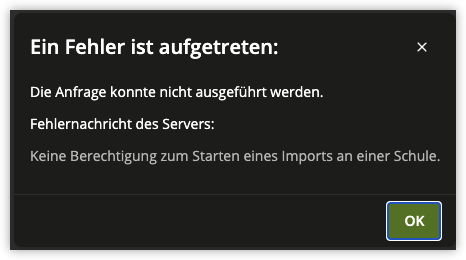 Ein Fehler ist aufgetreten:
Die Anfrage konnte nicht ausgeführt werden.
Fehlernachricht des Servers:
Keine Berechtigung zum Starten eines Imports an einer Schule.
OK